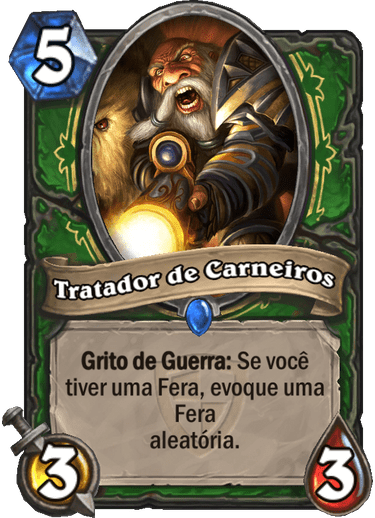 5
Tratador de Carneiros
Grito de Guerra: Se você
tiver uma Fera, evoque uma
Fera
aleatória.
3
3